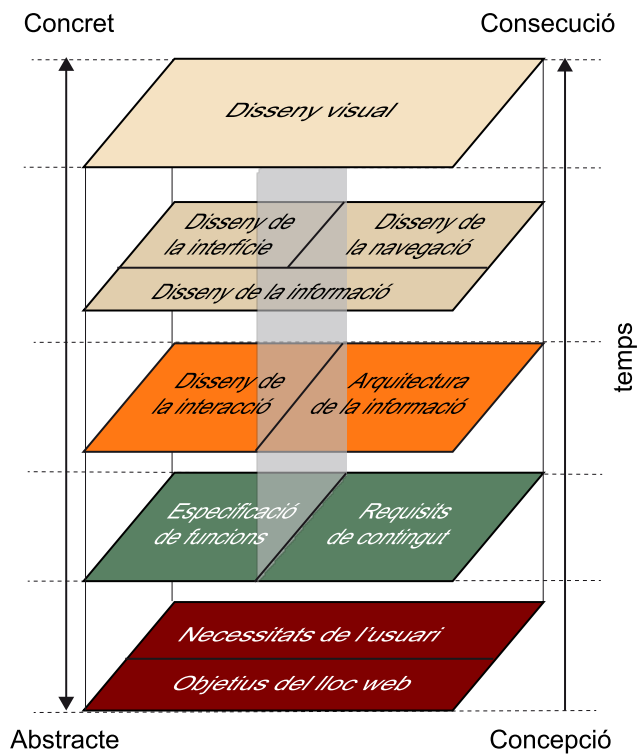 Concret
Consecució
Disseny visual
Disseny de
la interfície
Disseny de
la navegació
Disseny de la informació
temps
Disseny de
la interacció
Arquitectura
de la informació
Especificació
de funcions
Requisits
de contingut
Necessitats de l'usuari
Objetius del lloc web
Abstracte
Concepció